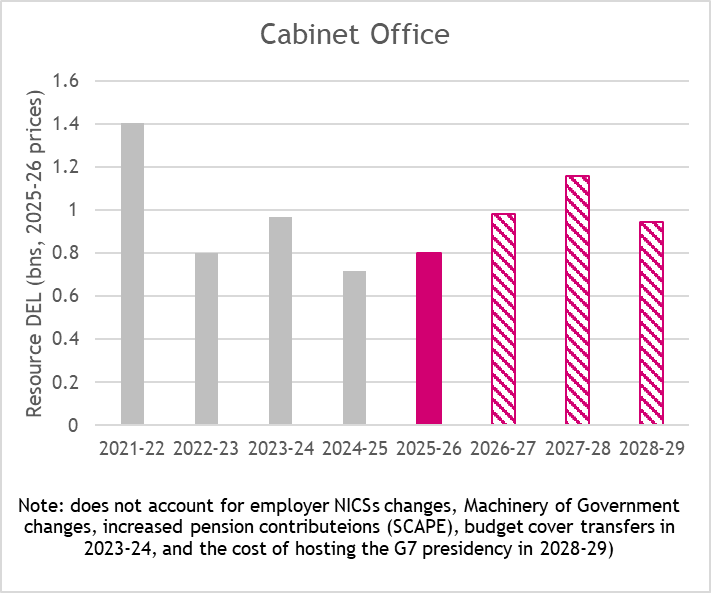 Cabinet Office
Resource DEL (bns, 2025-26 prices)
1.6
1.4
1.2
1
0.8
0.6
0.4
0.2
0
2021-22 2022-23 2023-24 2024-25 2025-26 2026-27 2027-28 2028-29
Note: does not account for employer NICSs changes, Machinery of Government
changes, increased pension contributeions (SCAPE), budget cover transfers in
2023-24, and the cost of hosting the G7 presidency in 2028-29)